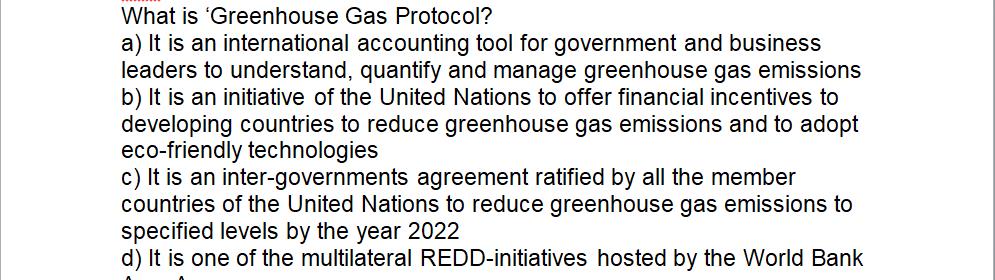 What is ‘Greenhouse Gas Protocol?
a) It is an international accounting tool for government and business
leaders to understand, quantify and manage greenhouse gas emissions
b) It is an initiative of the United Nations to offer financial incentives to
developing countries to reduce greenhouse gas emissions and to adopt
eco-friendly technologies
c) It is an inter-governments agreement ratified by all the member
countries of the United Nations to reduce greenhouse gas emissions to
specified levels by the year 2022
d) It is one of the multilateral REDD-initiatives hosted by the World Bank